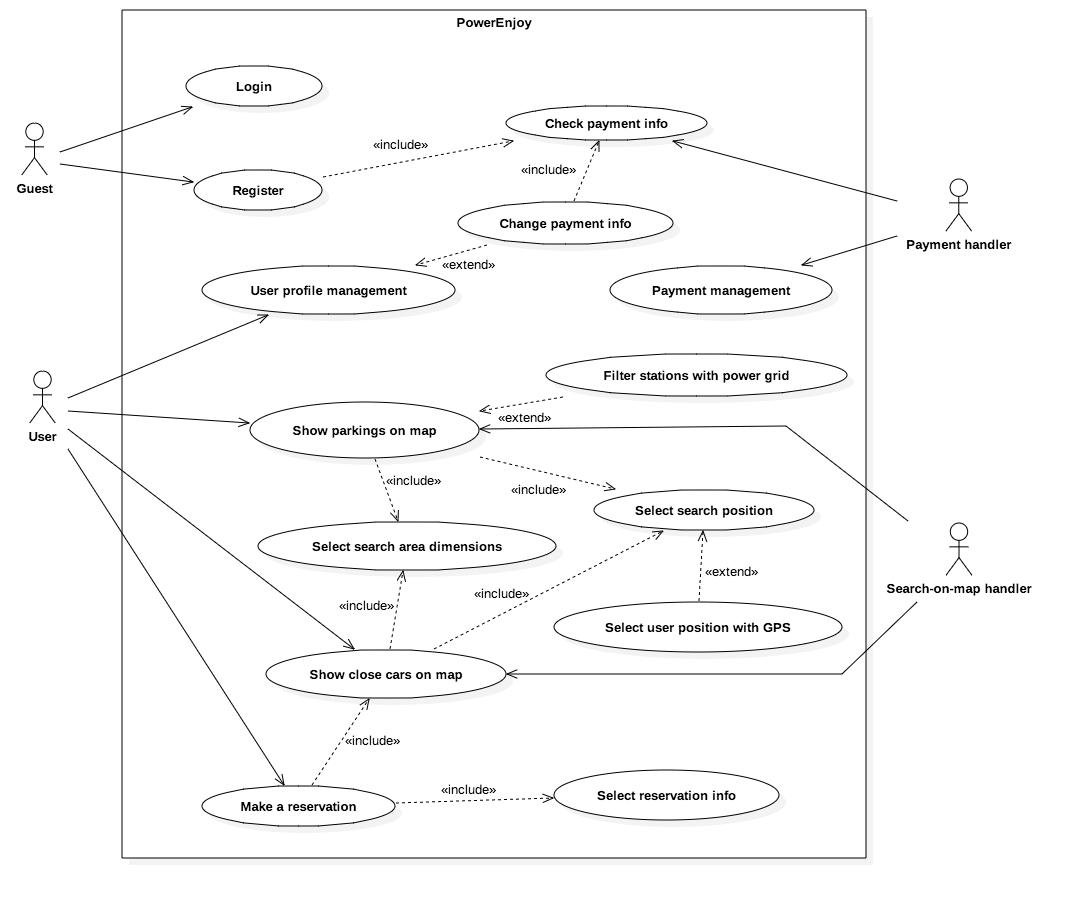 PowerEnjoy
Login
Check payment info
«include»
«include»
Guest
Register
Change payment info
Payment handler
«extend»
User profile management
Payment management
Filter stations with power grid
«extend»
User
Show parkings on map
«include»
«include»
Select search position
Select search area dimensions
«extend»
Search-on-map handler
«include»
«include»
Select user position with GPS
Show close cars on map
«include»
«include»
Make a reservation
Select reservation info